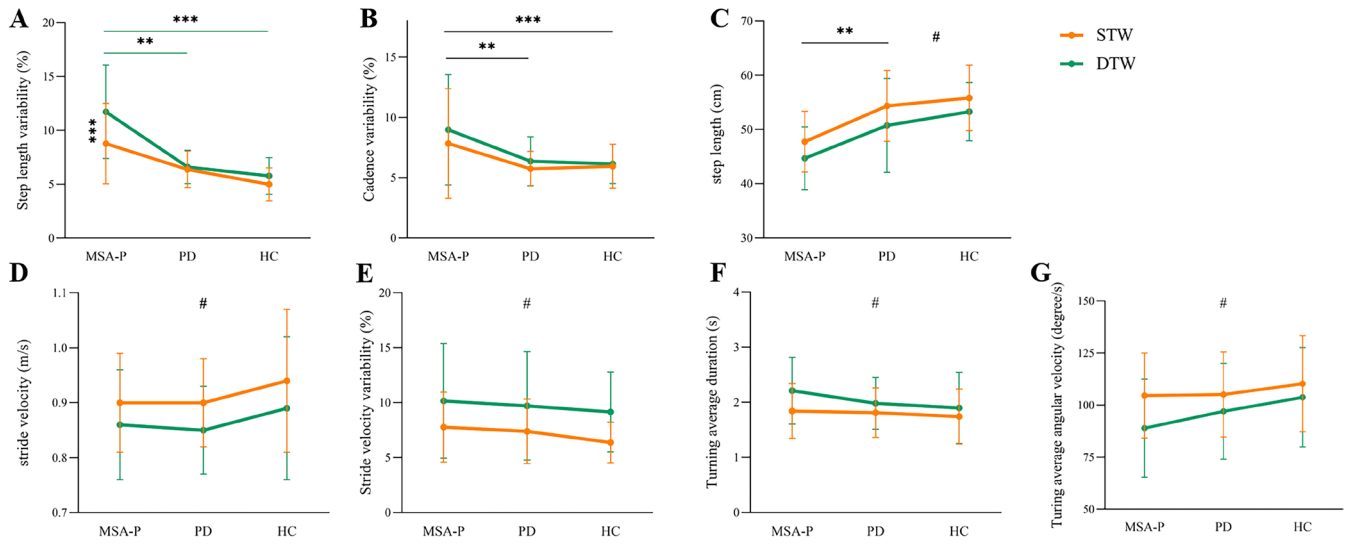 A
Step length variability (%)
20
15
10
5
0
***
**
***
MSA-P PD HC
B
Cadence variability (%)
15
10
5
0
***
**
MSA-P PD HC
C
step length (cm)
70
60
50
40
30
** #
MSA-P PD HC
STW
DTW
D
stride velocity (m/s)
1.1
1.0
0.9
0.8
0.7
#
MSA-P PD HC
E
Stride velocity variability (%)
20
15
10
5
0
#
MSA-P PD HC
F
Turning average duration (s)
4
3
2
1
0
#
MSA-P PD HC
G
Turing average angular velocity (degree/s)
150
125
100
75
50
#
MSA-P PD HC